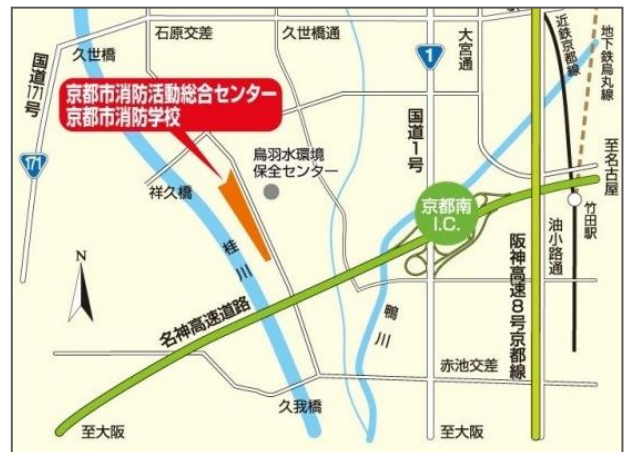 国道171号
久世橋
石原交差
久世橋通
1
大宮通
近鉄京都線
地下鉄烏丸線
京都市消防活動総合センター
京都市消防学校
171
祥久橋
鳥羽水環境
保全センター
国道1号
至名古屋
京都南
I.C.
竹田駅
油小路通
N
桂川
名神高速道路
鴨川
阪神高速8号京都線
赤池交差
久我橋
至大阪
至大阪